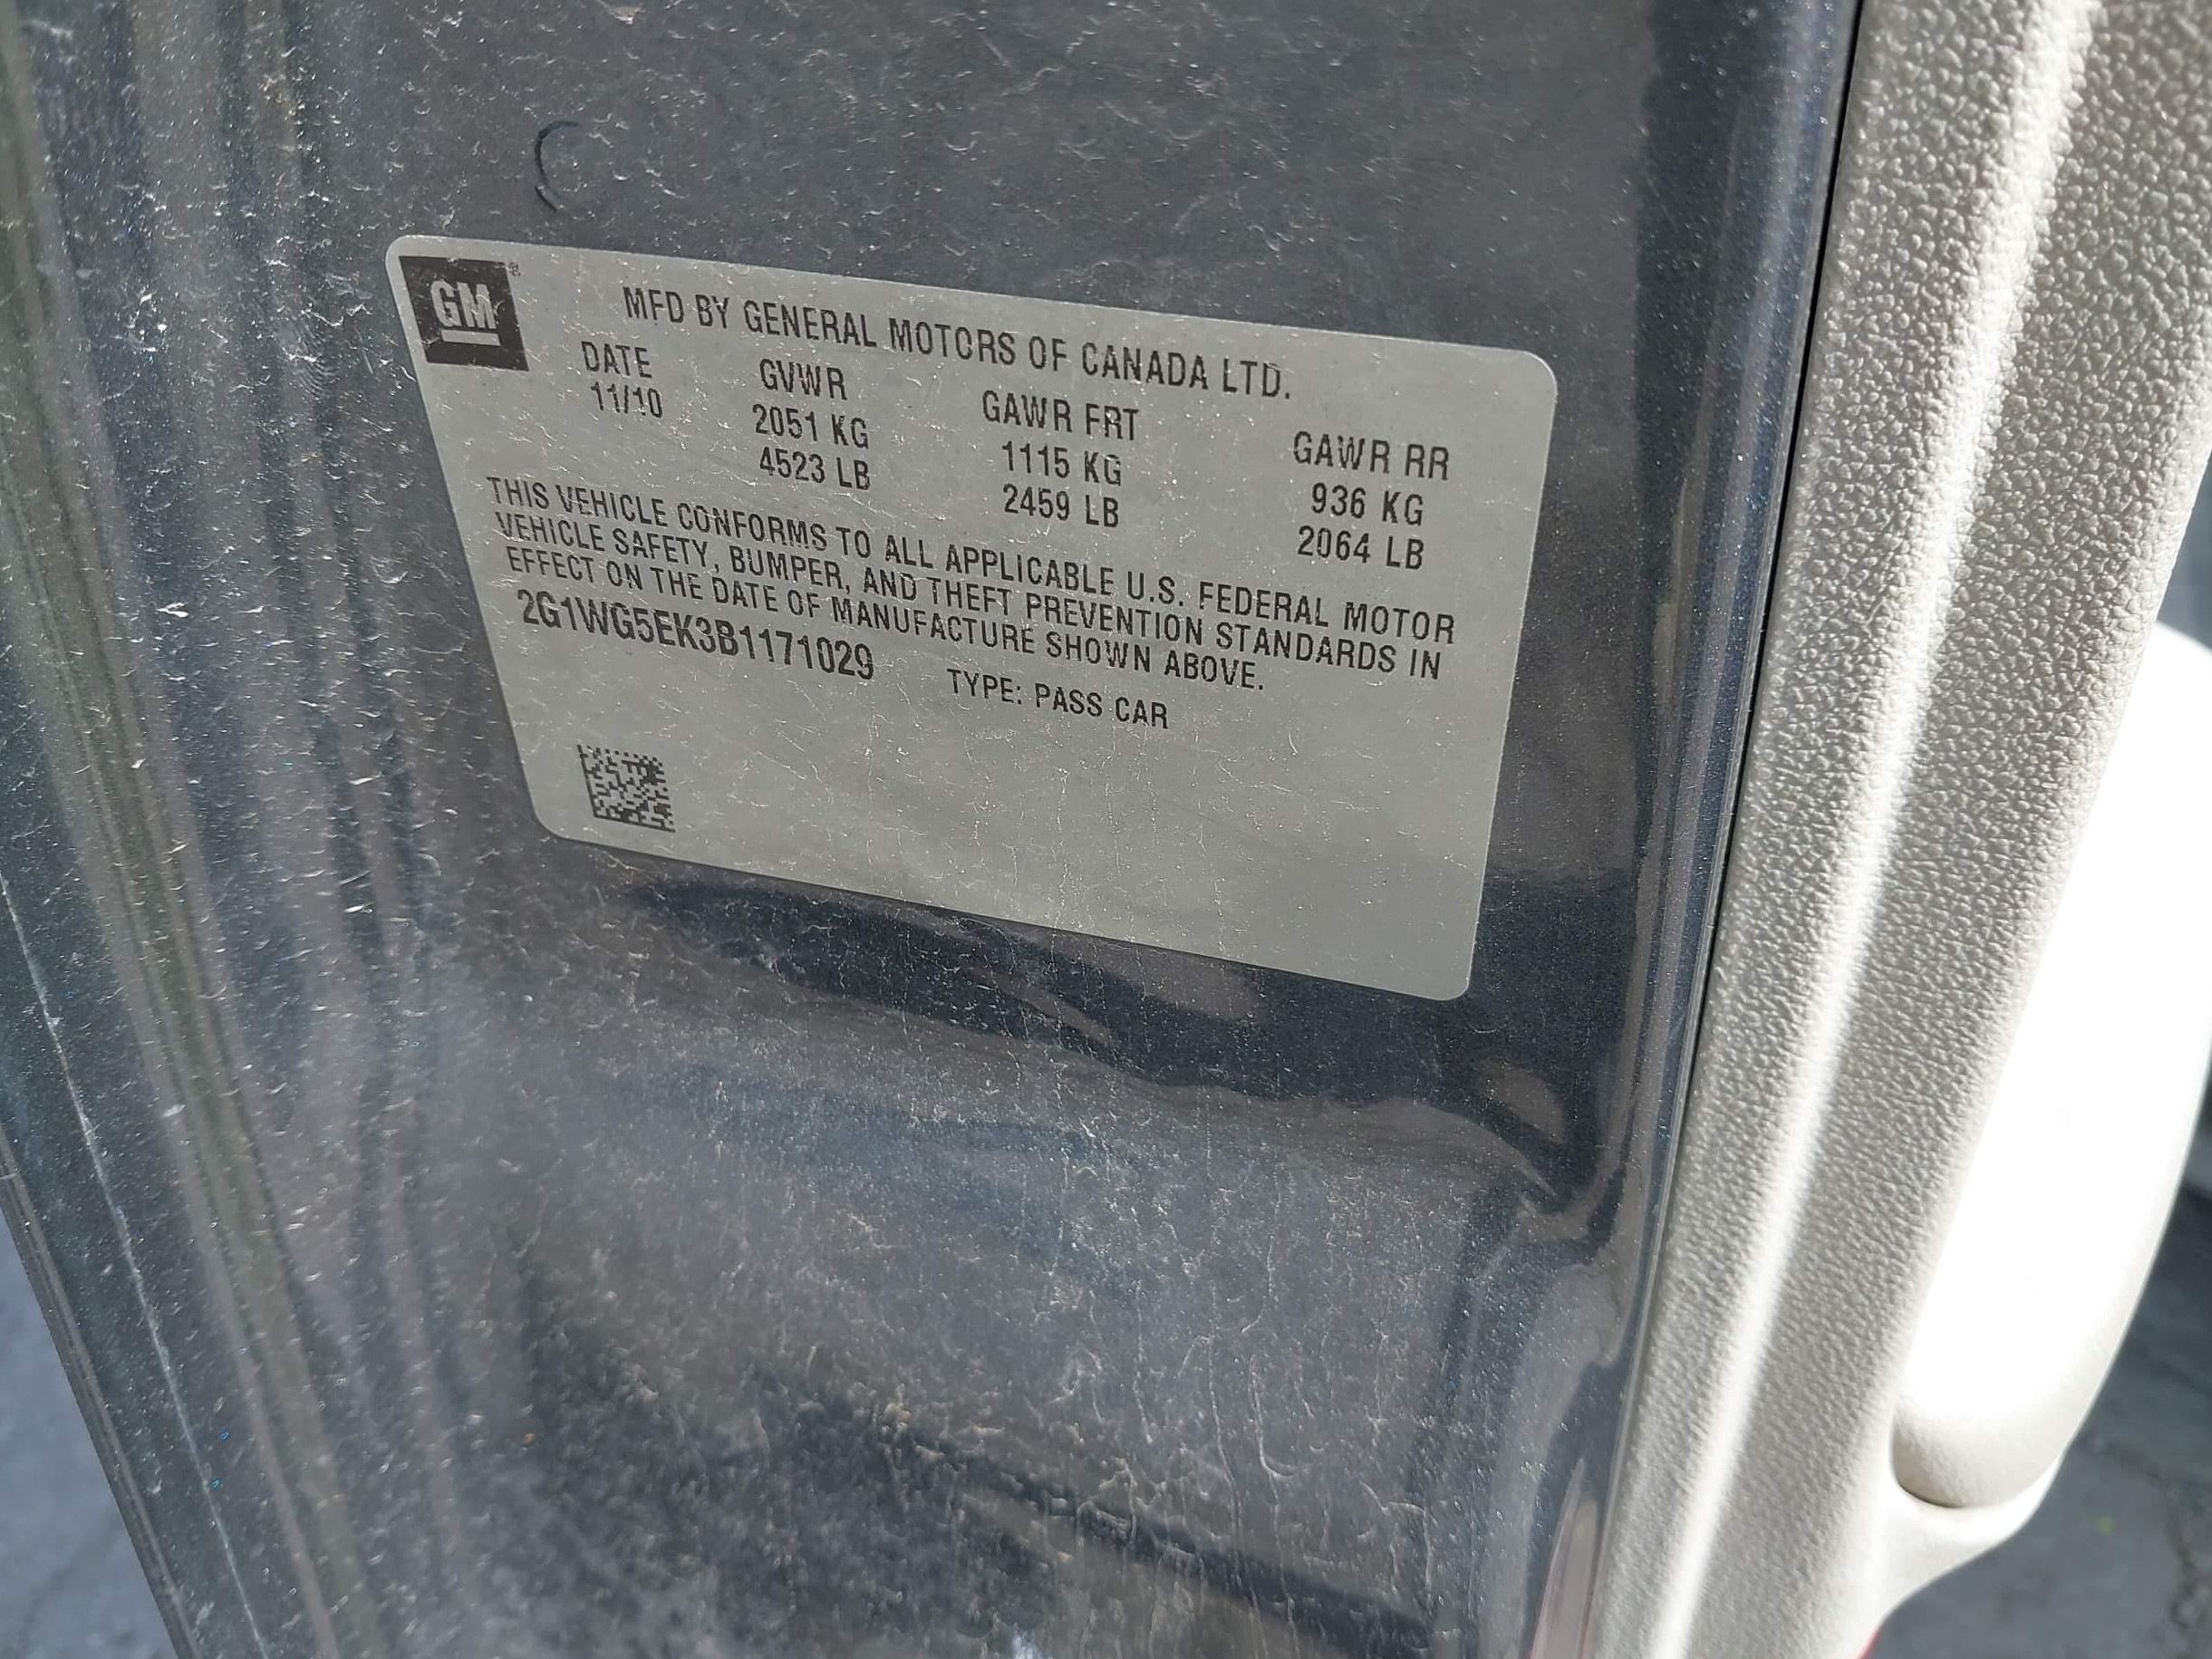 GM®
MFD BY GENERAL MOTORS OF CANADA LTD.
DATE GVWR GAWR FRT GAWR RR
11/10 2051 KG 1115 KG 936 KG
4523 LB 2459 LB 2064 LB
THIS VEHICLE CONFORMS TO ALL APPLICABLE U.S. FEDERAL MOTOR
VEHICLE SAFETY, BUMPER, AND THEFT PREVENTION STANDARDS IN
EFFECT ON THE DATE OF MANUFACTURE SHOWN ABOVE.
2G1WG5EK3B1171029 TYPE: PASS CAR